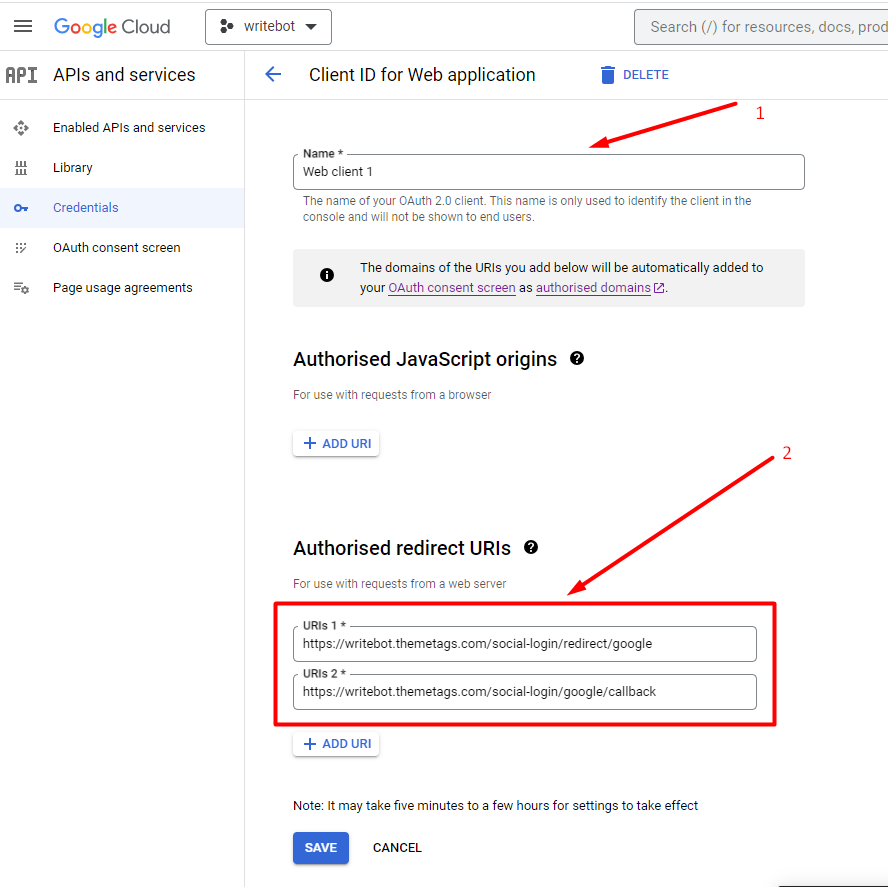 Google Cloud
writebot
Search (/) for resources, docs, prod
API APIs and services
Client ID for Web application
DELETE
1
Enabled APIs and services
Library
Credentials
OAuth consent screen
Page usage agreements
Name *
Web client 1
The name of your OAuth 2.0 client. This name is only used to identify the client in the
console and will not be shown to end users.
The domains of the URIs you add below will be automatically added to
your OAuth consent screen as authorised domains.
Authorised JavaScript origins
For use with requests from a browser
+ ADD URI
2
Authorised redirect URIs
For use with requests from a web server
URIs 1 *
https://writebot.themetags.com/social-login/redirect/google
URIs 2 *
https://writebot.themetags.com/social-login/google/callback
+ ADD URI
Note: It may take five minutes to a few hours for settings to take effect
SAVE
CANCEL